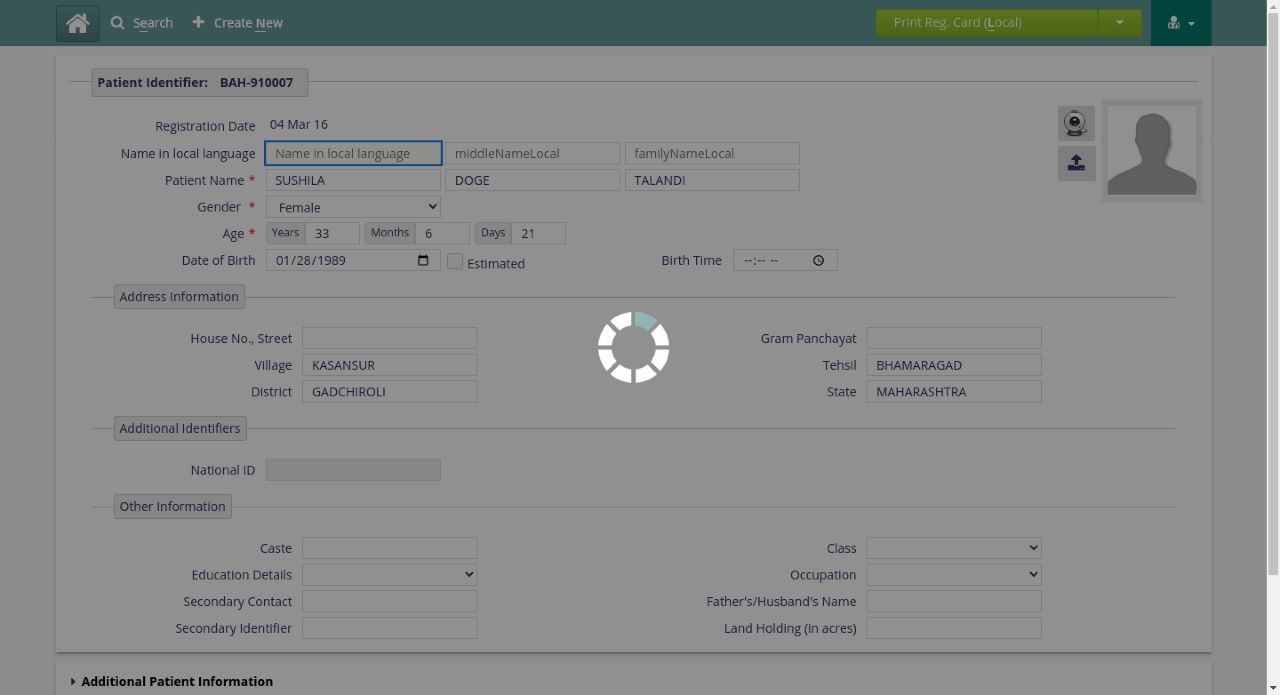 Search Create New Print Reg. Card (Local)
Patient Identifier: BAH-910007
Registration Date 04 Mar 16
Name in local language Name in local language middleNameLocal familyNameLocal
Patient Name * SUSHILA DOGE TALANDI
Gender * Female
Age * Years 33 Months 6 Days 21
Date of Birth 01/28/1989 Estimated Birth Time --:-- --
Address Information
House No., Street Gram Panchayat
Village KASANSUR Tehsil BHAMARAGAD
District GADCHIROLI State MAHARASHTRA
Additional Identifiers
National ID
Other Information
Caste Class
Education Details Occupation
Secondary Contact Father's/Husband's Name
Secondary Identifier Land Holding (in acres)
Additional Patient Information